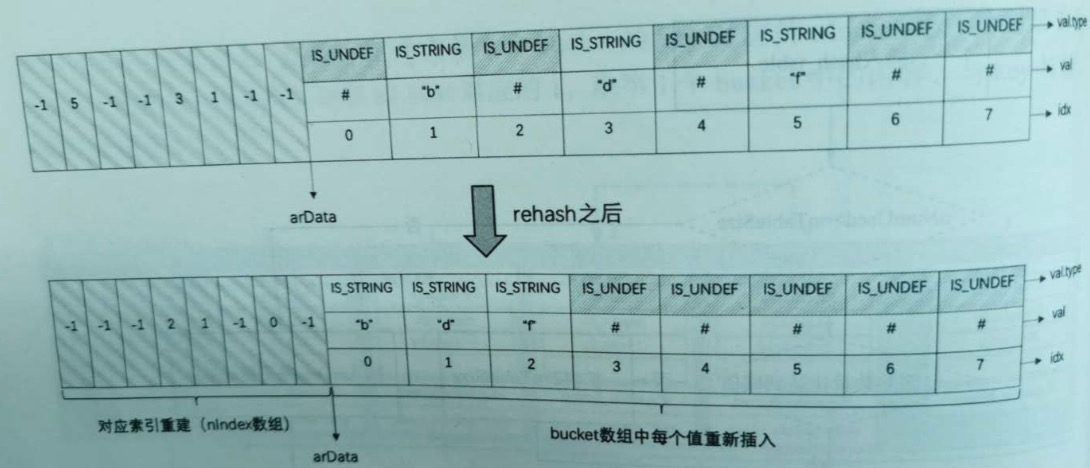 IS_UNDEF IS_STRING IS_UNDEF IS_STRING IS_UNDEF IS_STRING IS_UNDEF IS_UNDEF val.type
-1 5 -1 -1 3 1 -1 -1 # "b" # "d" # "f" # # val
0 1 2 3 4 5 6 7 idx
arData
rehash之后
IS_STRING IS_STRING IS_STRING IS_UNDEF IS_UNDEF IS_UNDEF IS_UNDEF IS_UNDEF val.type
-1 -1 -1 2 1 -1 0 -1 "b" "d" "f" # # # # # val
0 1 2 3 4 5 6 7 idx
对应索引重建（nIndex数组）
bucket数组中每个值重新插入
arData